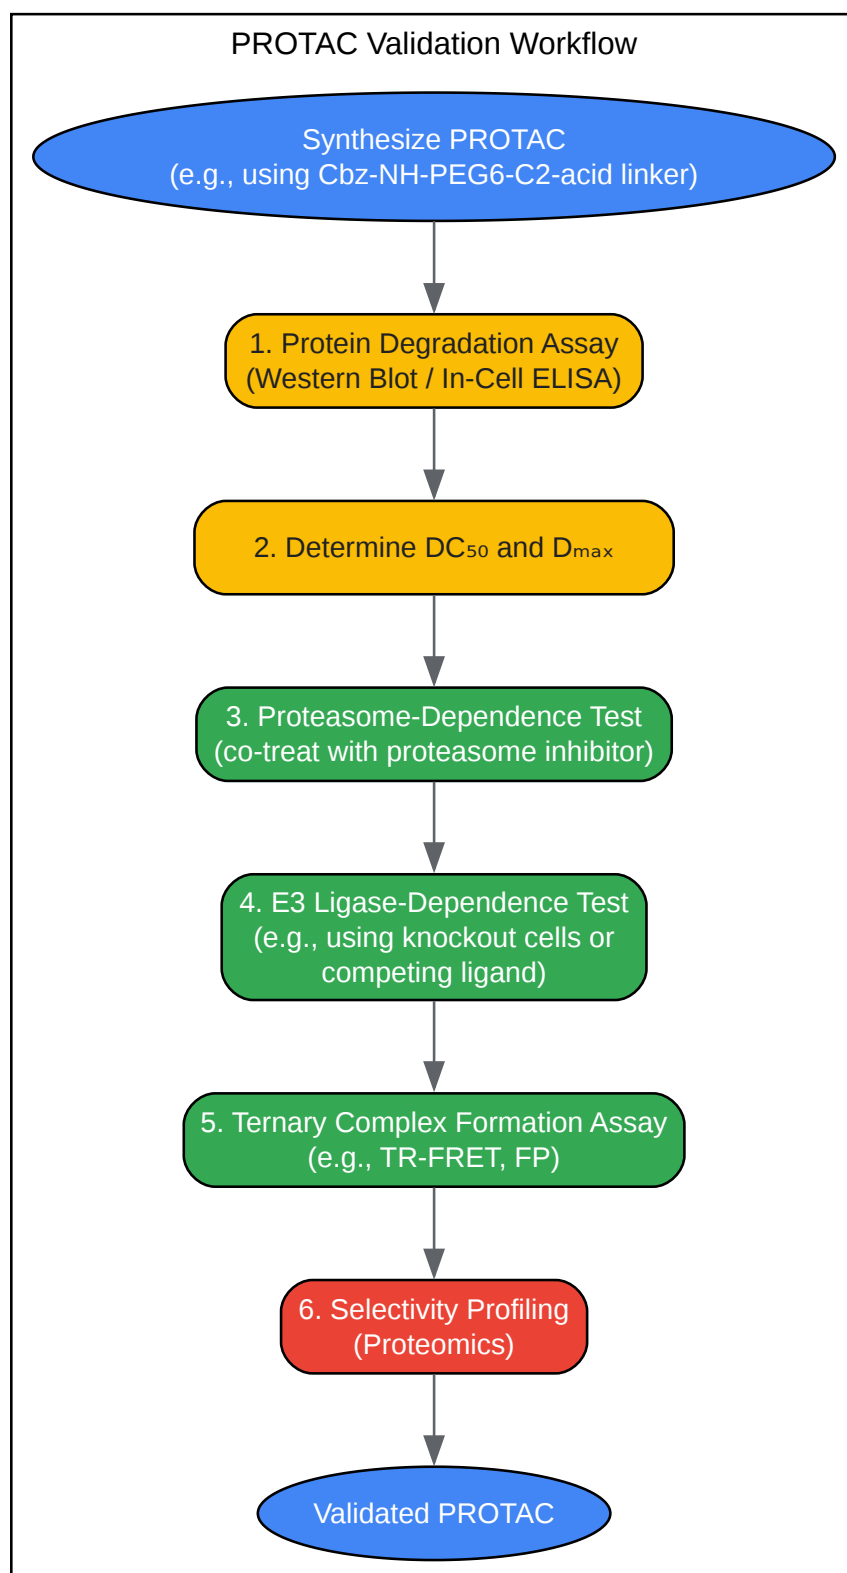 PROTAC Validation Workflow
Synthesize PROTAC
(e.g., using Cbz-NH-PEG6-C2-acid linker)
1. Protein Degradation Assay
(Western Blot / In-Cell ELISA)
2. Determine DC₅₀ and Dₘₐₓ
3. Proteasome-Dependence Test
(co-treat with proteasome inhibitor)
4. E3 Ligase-Dependence Test
(e.g., using knockout cells or
competing ligand)
5. Ternary Complex Formation Assay
(e.g., TR-FRET, FP)
6. Selectivity Profiling
(Proteomics)
Validated PROTAC